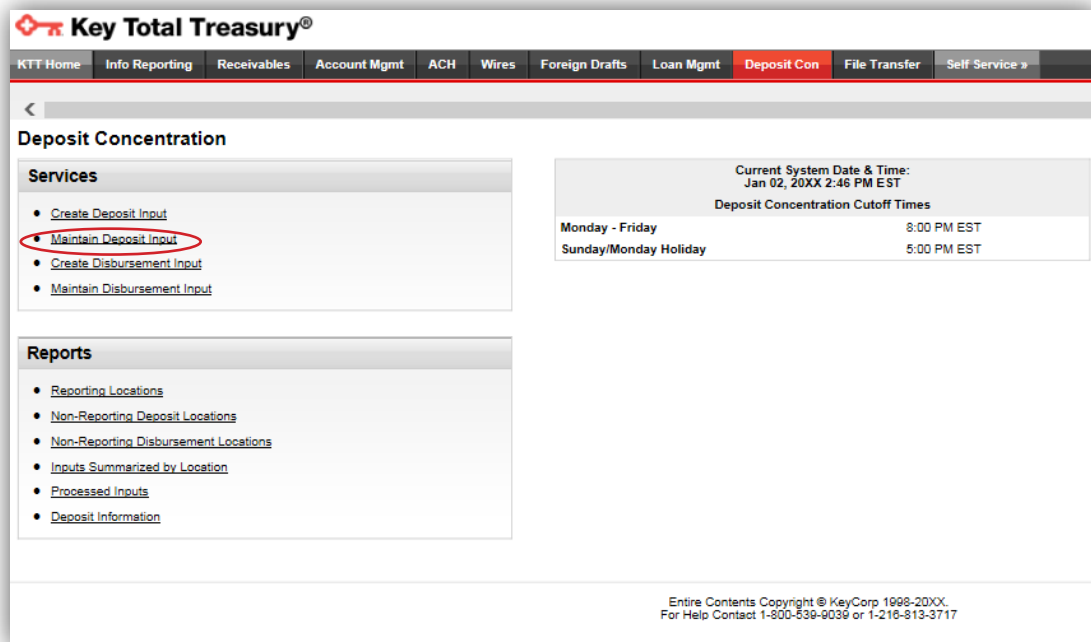 Key Total Treasury®
KTT Home Info Reporting Receivables Account Mgmt ACH Wires Foreign Drafts Loan Mgmt Deposit Con File Transfer Self Service »
Deposit Concentration
Services
• Create Deposit Input
• Maintain Deposit Input
• Create Disbursement Input
• Maintain Disbursement Input
Current System Date & Time:
Jan 02, 20XX 2:46 PM EST
Deposit Concentration Cutoff Times
Monday - Friday 8:00 PM EST
Sunday/Monday Holiday 5:00 PM EST
Reports
• Reporting Locations
• Non-Reporting Deposit Locations
• Non-Reporting Disbursement Locations
• Inputs Summarized by Location
• Processed Inputs
• Deposit Information
Entire Contents Copyright © KeyCorp 1998-20XX.
For Help Contact 1-800-539-9039 or 1-216-813-3717